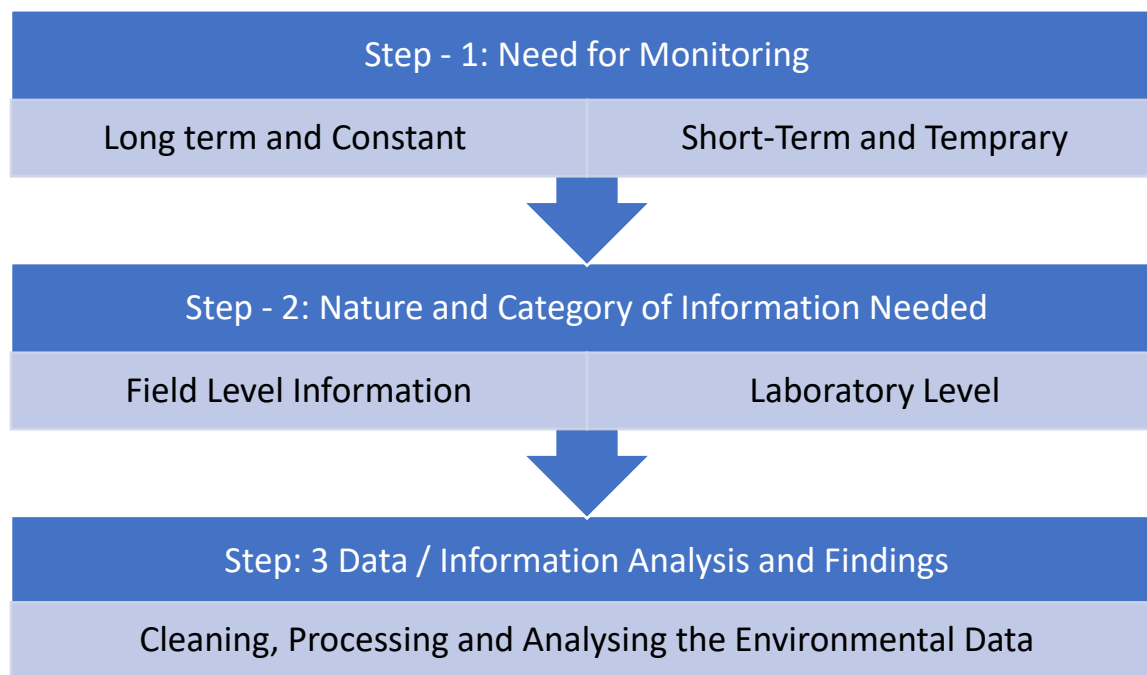 Step - 1: Need for Monitoring
Long term and Constant
Short-Term and Temprary
Step - 2: Nature and Category of Information Needed
Field Level Information
Laboratory Level
Step: 3 Data / Information Analysis and Findings
Cleaning, Processing and Analysing the Environmental Data